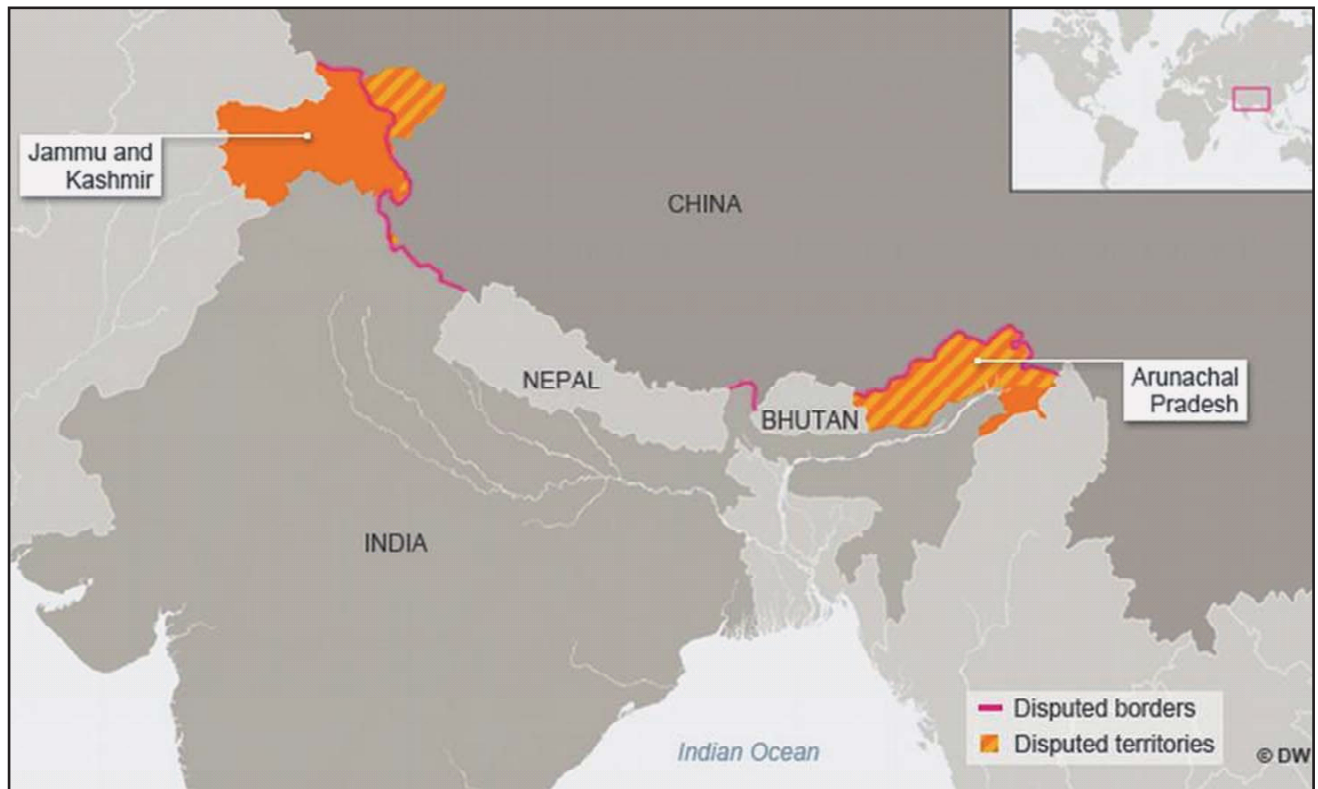 Jammu and
Kashmir
CHINA
NEPAL
BHUTAN
Arunachal
Pradesh
INDIA
Indian Ocean
Disputed borders
Disputed territories
© DW